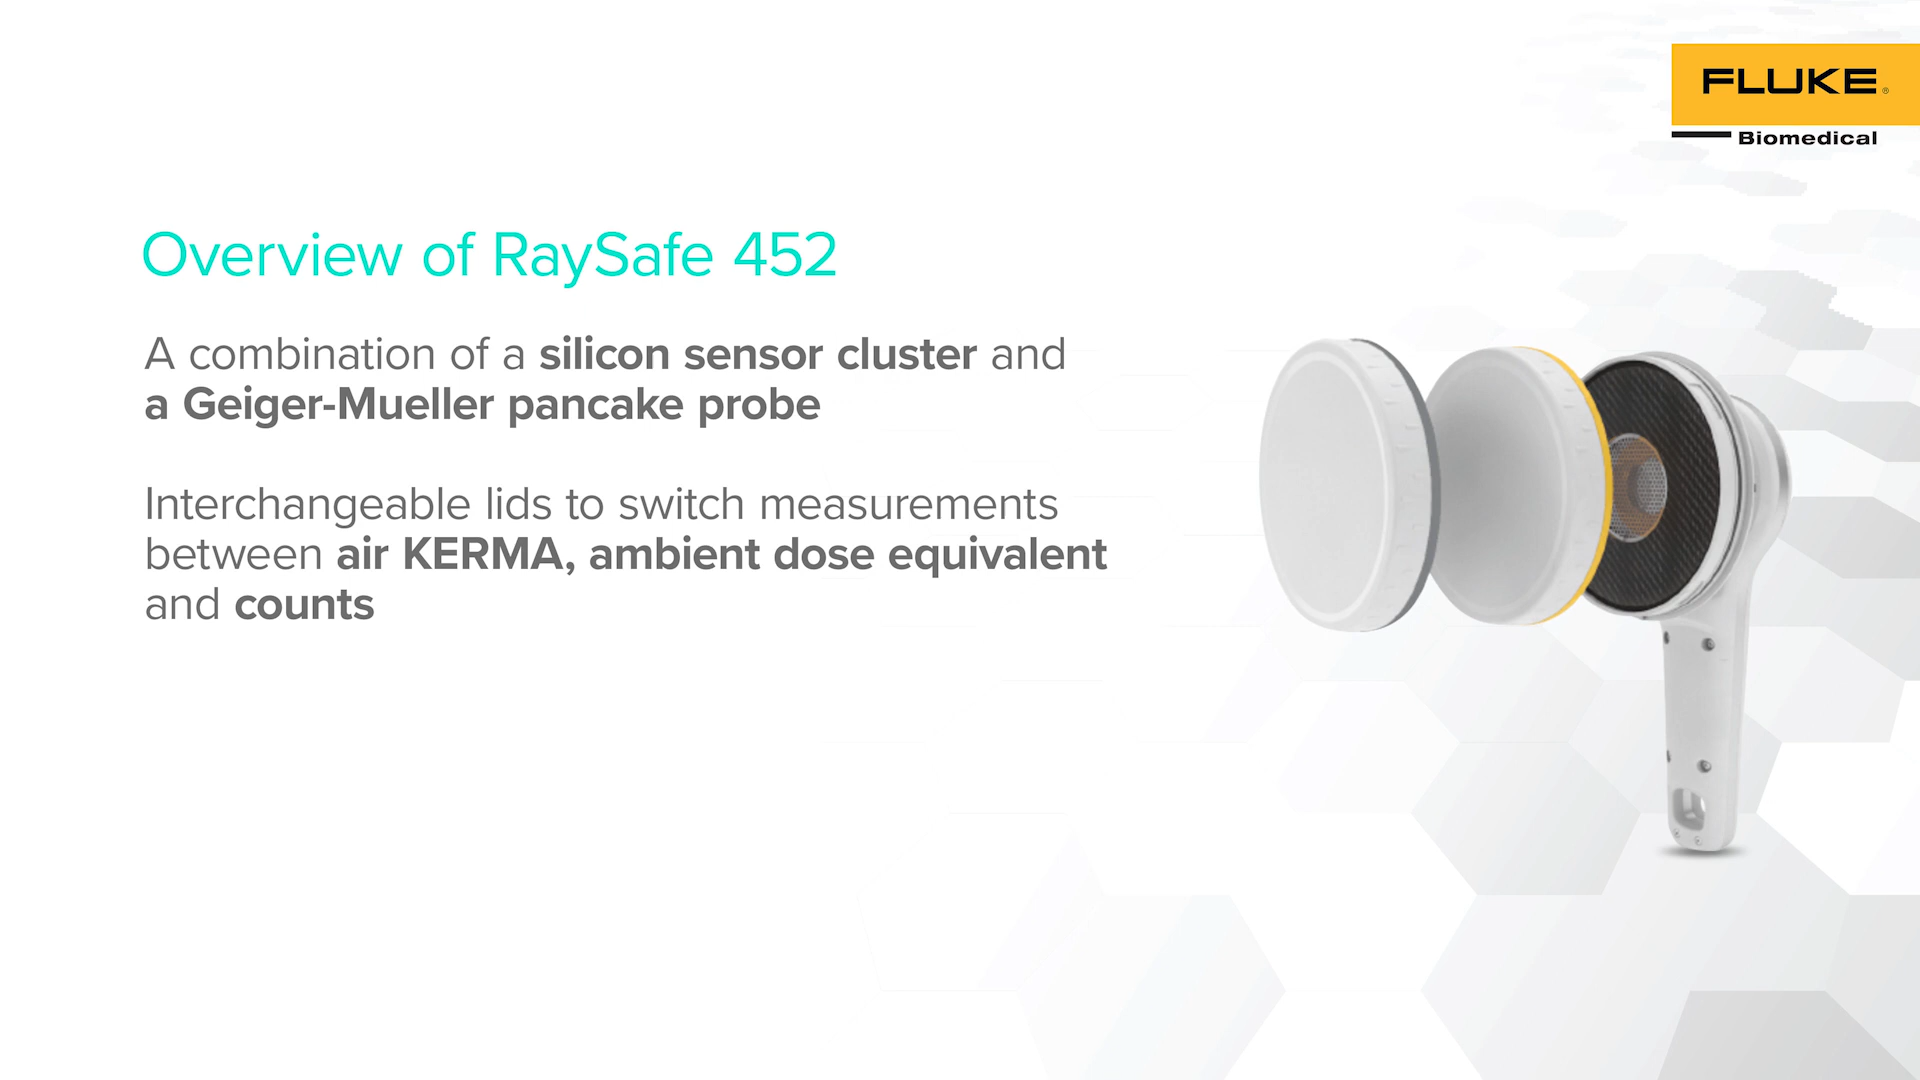 FLUKE®
Biomedical
Overview of RaySafe 452
A combination of a silicon sensor cluster and
a Geiger-Mueller pancake probe
Interchangeable lids to switch measurements
between air KERMA, ambient dose equivalent
and counts